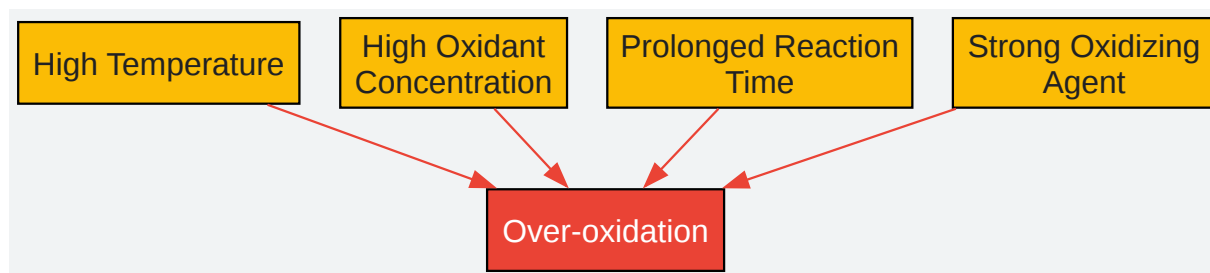 High Temperature
High Oxidant
Concentration
Prolonged Reaction
Time
Strong Oxidizing
Agent
Over-oxidation